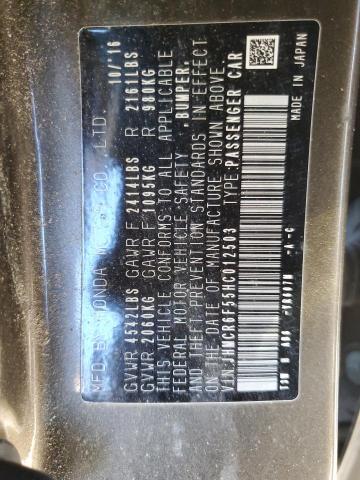 MFD.BY HONDA MOTOR CO., LTD. 10/'16
GVWR 4542LBS GAWR F 2414LBS R 2161LBS
GVWR 2060KG GAWR F 1095KG R 980KG
THIS VEHICLE CONFORMS TO ALL APPLICABLE
FEDERAL MOTOR VEHICLE SAFETY ,BUMPER,
AND THEFT PREVENTION STANDARDS IN EFFECT
ON THE DATE OF MANUFACTURE SHOWN ABOVE.
VIN:JHMCR6F55HC012503 TYPE:PASSENGER CAR
-A -C MADE IN JAPAN